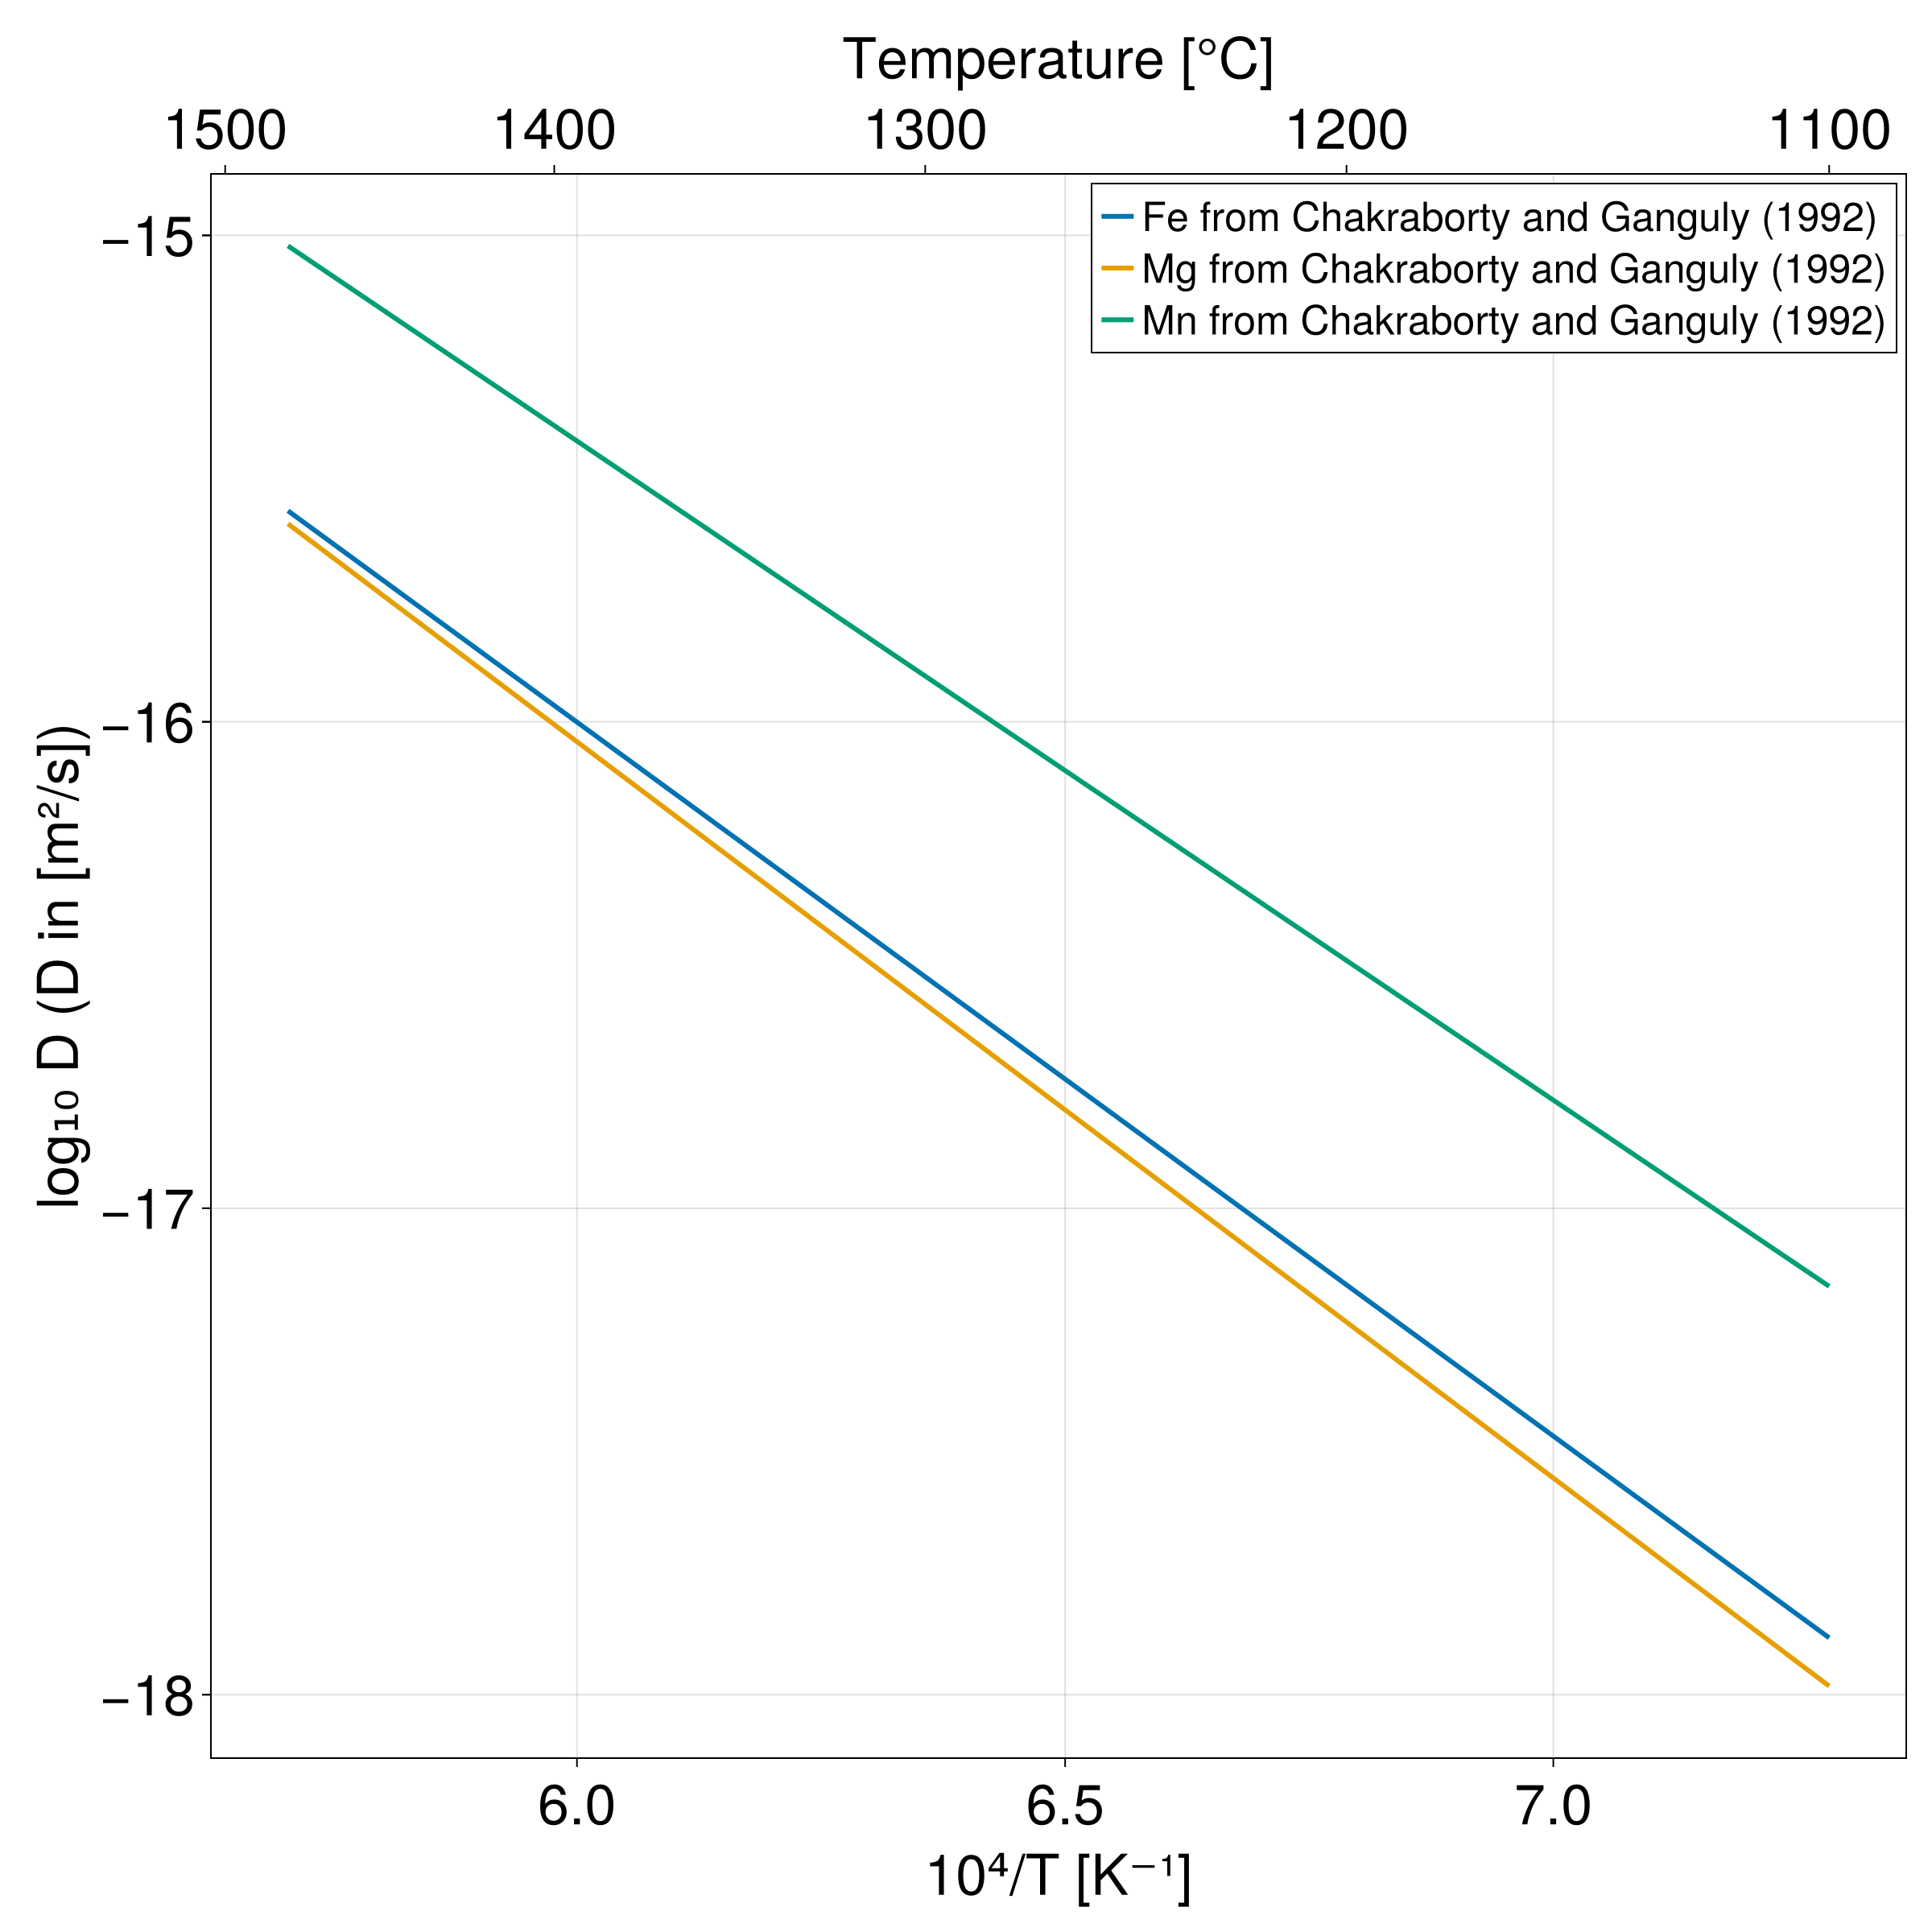 Temperature [°C]
1500 1400 1300 1200 1100
Fe from Chakraborty and Ganguly (1992)
Mg from Chakraborty and Ganguly (1992)
Mn from Chakraborty and Ganguly (1992)
log₁₀ D (D in [m²/s])
−15
−16
−17
−18
6.0 6.5 7.0
10⁴/T [K⁻¹]